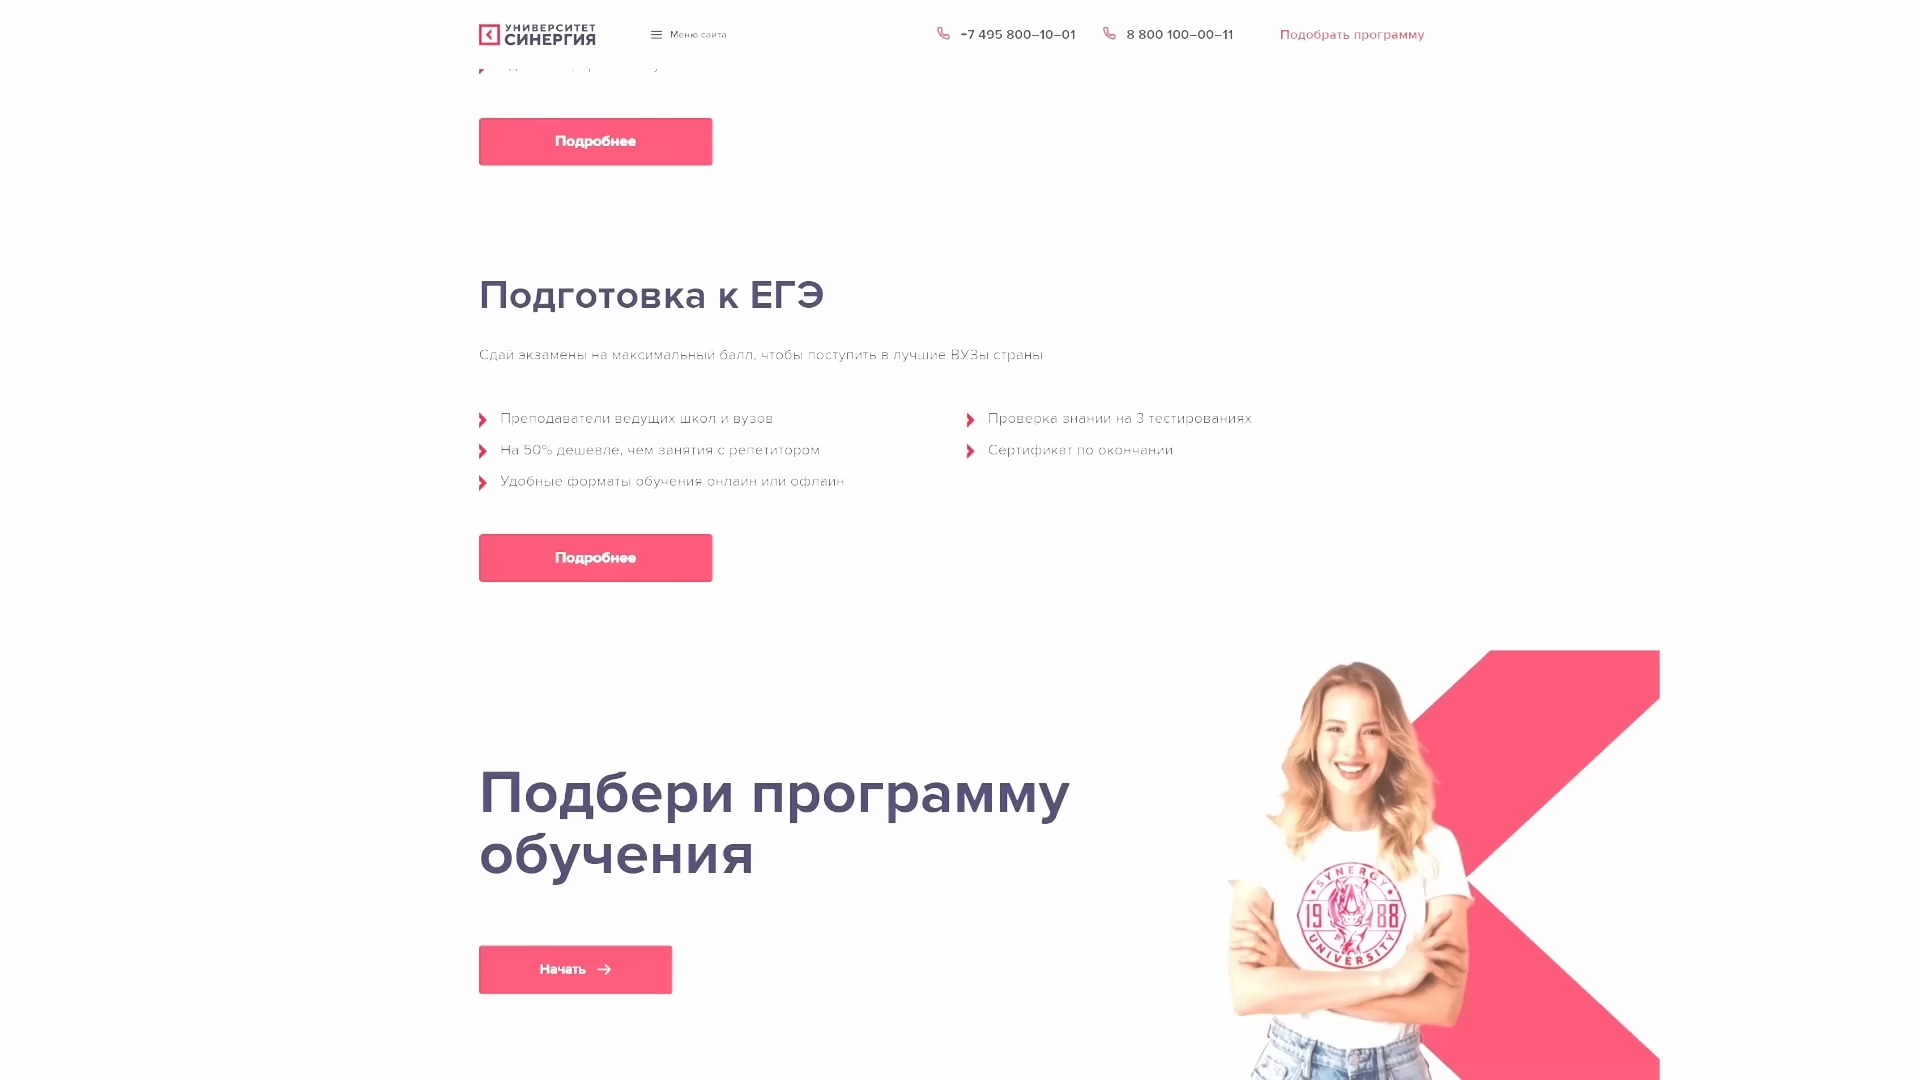 УНИВЕРСИТЕТ
СИНЕРГИЯ
Меню сайта
+7 495 800–10–01
8 800 100–00–11
Подобрать программу
Подробнее
Подготовка к ЕГЭ
Сдай экзамены на максимальный балл, чтобы поступить в лучшие ВУЗы страны
Преподаватели ведущих школ и вузов
На 50% дешевле, чем занятия с репетитором
Удобные форматы обучения онлайн или офлайн
Проверка знаний на 3 тестированиях
Сертификат по окончании
Подробнее
Подбери программу
обучения
Начать
SYNERGY
1988
UNIVERSITY